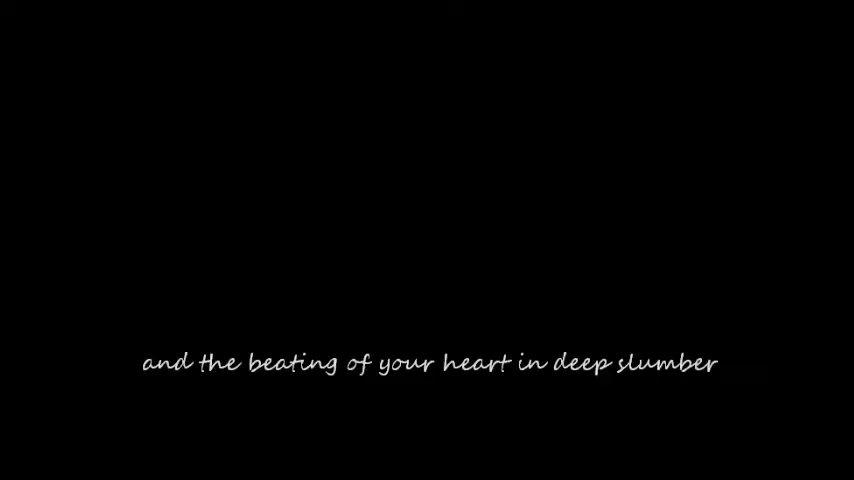 and the beating of your heart in deep slumber